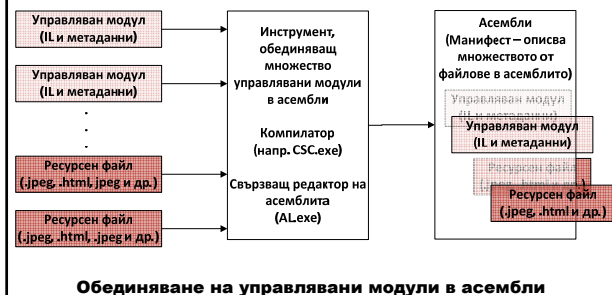 Управляван модул
(IL и метаданни)
Управляван модул
(IL и метаданни)
.
.
.
Ресурсен файл
(.jpeg, .html, jpeg и др.)
Ресурсен файл
(.jpeg, .html, .jpeg и др.)
Инструмент,
обединяващ
множество
управлявани модули
в асембли
Компилатор
(напр. CSC.exe)
Свързващ редактор на
асемблита
(AL.exe)
Асембли
(Манифест – описва
множеството от
файлове в асемблито)
Управляван модул
(IL и метаданни)
Управляван модул
(IL и метаданни)
Ресурсен файл
Ресурсен файл
(.jpeg, .html и др.)
Обединяване на управлявани модули в асембли